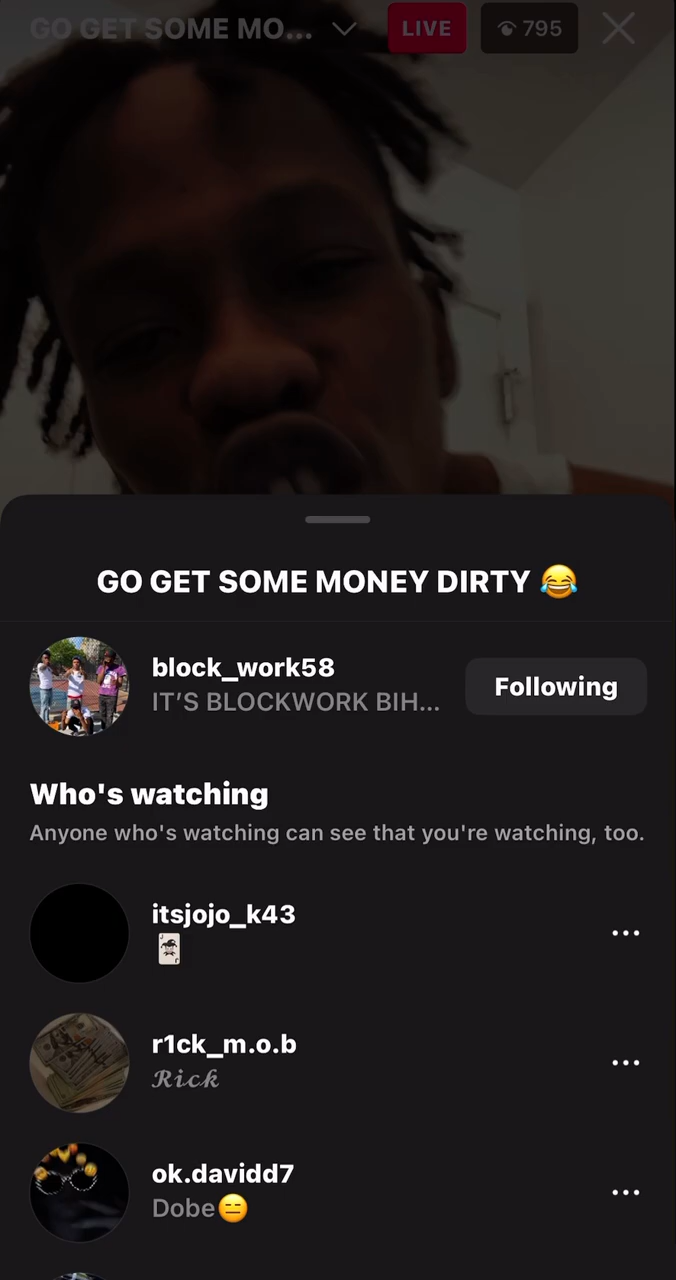 GO GET SOME MO...
LIVE
795
GO GET SOME MONEY DIRTY 😂
block_work58
IT’S BLOCKWORK BIH...
Following
Who's watching
Anyone who's watching can see that you're watching, too.
itsjojo_k43
🃏
r1ck_m.o.b
𝓡𝓲𝓬𝓴
ok.davidd7
Dobe😑